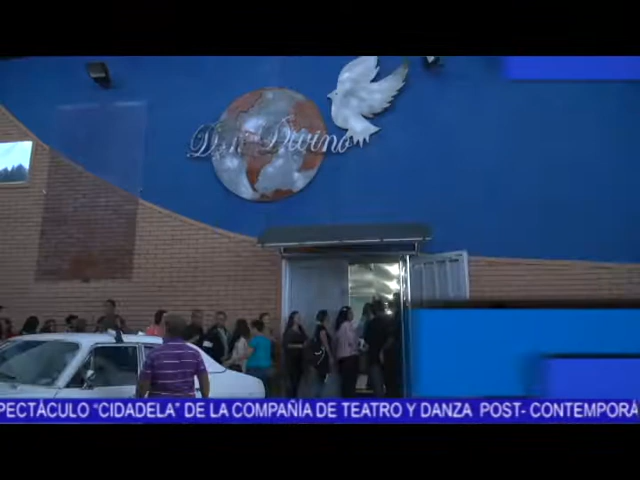 Don Divino
PECTÁCULO “CIDADELA” DE LA COMPAÑÍA DE TEATRO Y DANZA POST- CONTEMPORÁ